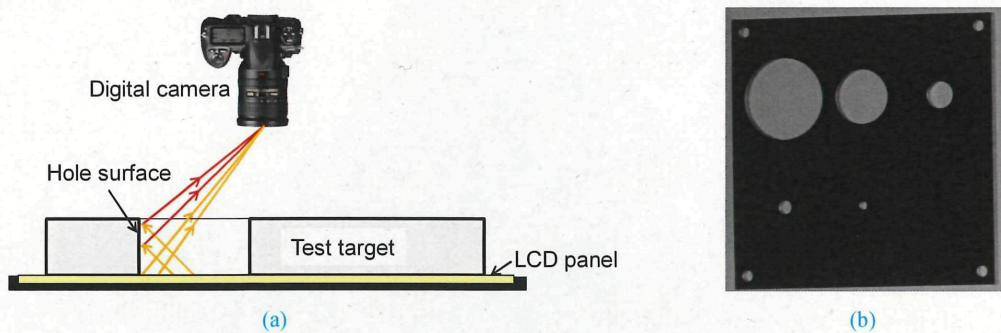 Digital camera
Hole surface
Test target
LCD panel
(a)
(b)